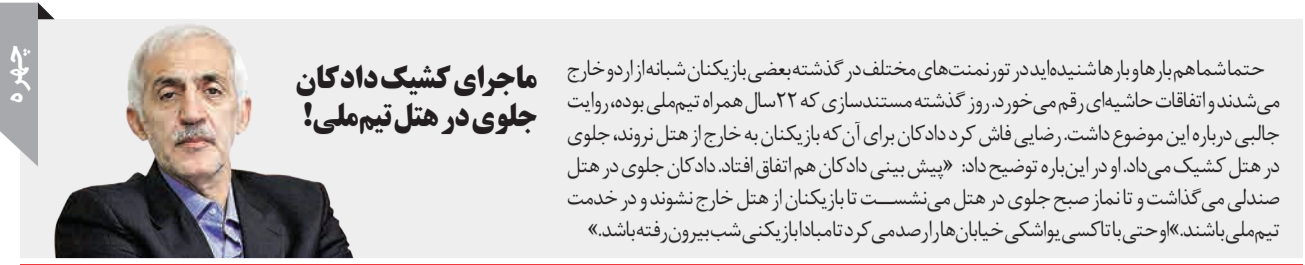 چهره
ماجرای کشیک دادکان
جلوی در هتل تیم‌ملی!
حتما شما هم بارها و بارها شنیده‌اید در تورنمنت‌های مختلف در گذشته بعضی بازیکنان شبانه از اردو خارج
می‌شدند و اتفاقات حاشیه‌ای رقم می‌خورد. روز گذشته مستندسازی که ۲۲سال همراه تیم‌ملی بوده، روایت
جالبی درباره این موضوع داشت. رضایی فاش کرد دادکان برای آن‌که بازیکنان به خارج از هتل نروند، جلوی
در هتل کشیک می‌داد. او در این‌باره توضیح داد: «پیش بینی دادکان هم اتفاق افتاد. دادکان جلوی در هتل
صندلی می‌گذاشت و تا نماز صبح جلوی در هتل می‌نشست تا بازیکنان از هتل خارج نشوند و در خدمت
تیم‌ملی باشند.» او حتی با تاکسی یواشکی خیابان‌ها را رصد می‌کرد تا مبادا بازیکنی شب بیرون رفته باشد.»